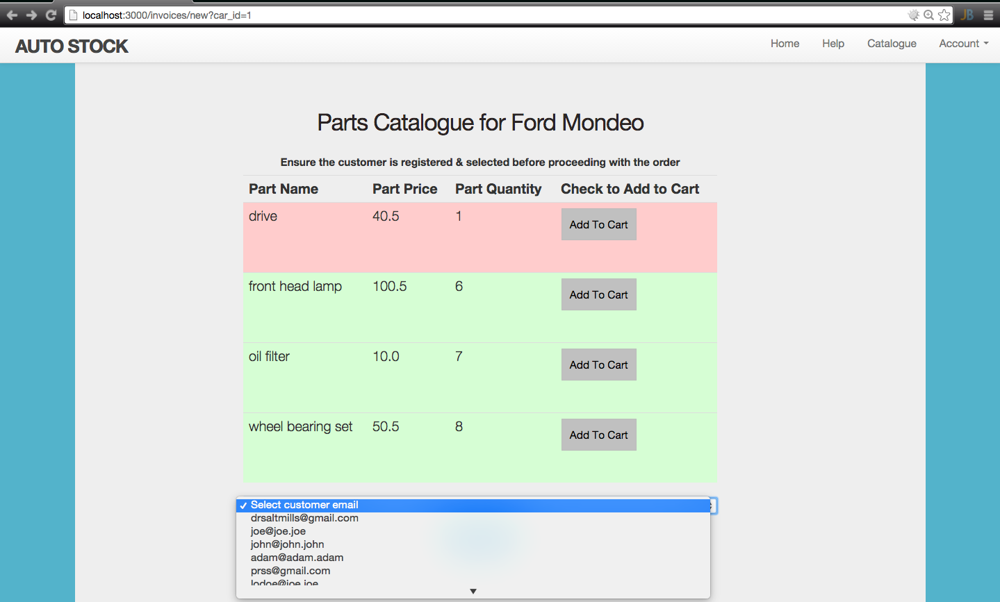 localhost:3000/invoices/new?car_id=1
JB
AUTO STOCK
Home Help Catalogue Account
Parts Catalogue for Ford Mondeo
Ensure the customer is registered & selected before proceeding with the order
Part Name Part Price Part Quantity Check to Add to Cart
drive 40.5 1 Add To Cart
front head lamp 100.5 6 Add To Cart
oil filter 10.0 7 Add To Cart
wheel bearing set 50.5 8 Add To Cart
Select customer email
drsaltmills@gmail.com
joe@joe.joe
john@john.john
adam@adam.adam
prss@gmail.com